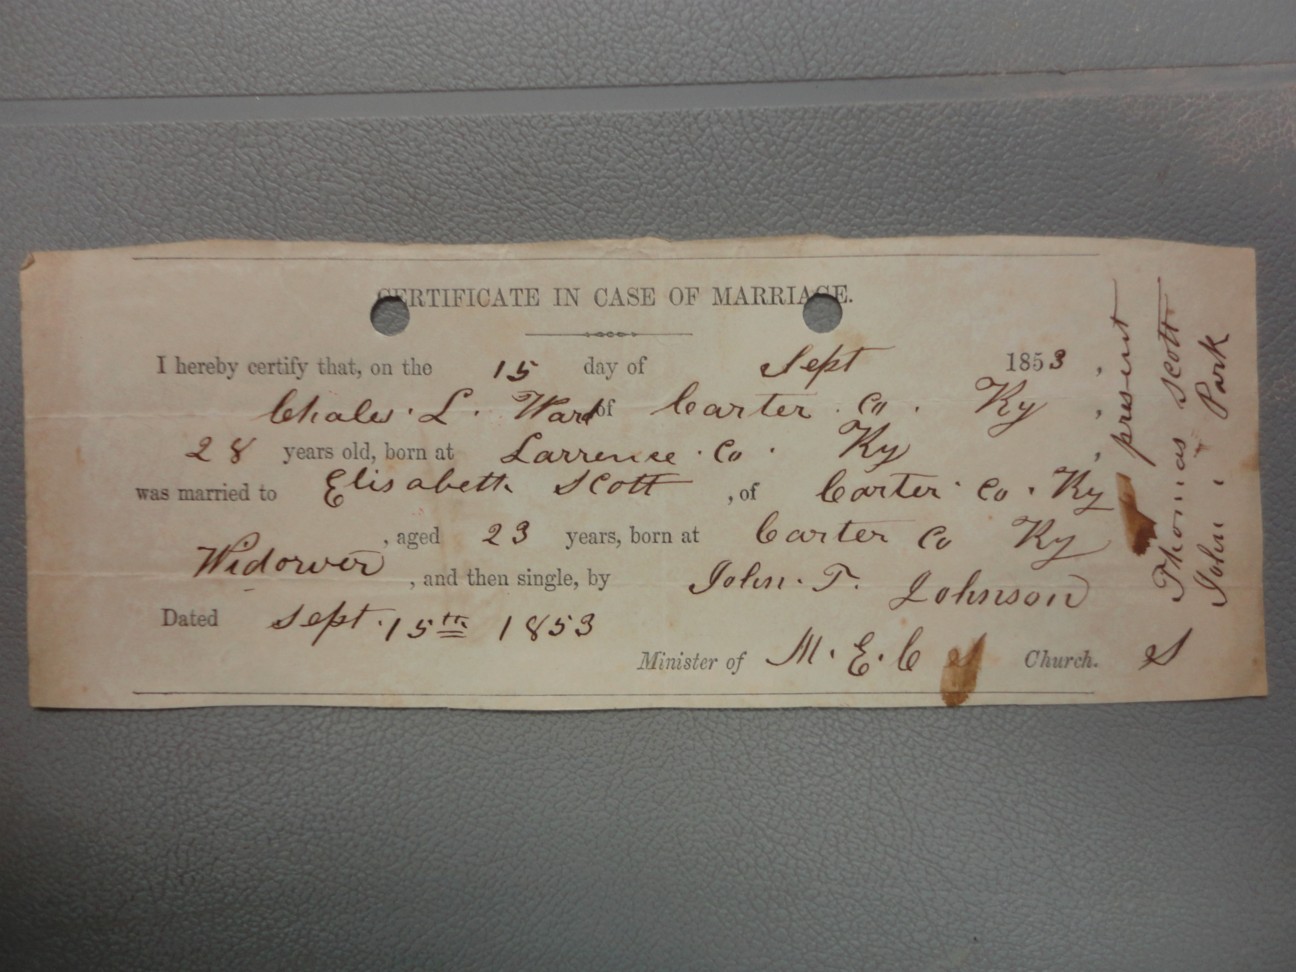 CERTIFICATE IN CASE OF MARRIAGE.
I hereby certify that, on the 15 day of Sept 1853,
Chales. L. Ward of Carter. Co. Ky,
28 years old, born at Larrence. Co. Ky,
was married to Elisabeth Scott, of Carter Co. Ky
, aged 23 years, born at Carter Co Ky
Widower, and then single, by John. T. Johnson
Dated Sept. 15th 1853
Minister of M. E. C S Church. S
present
Thomas Scott
John. Park